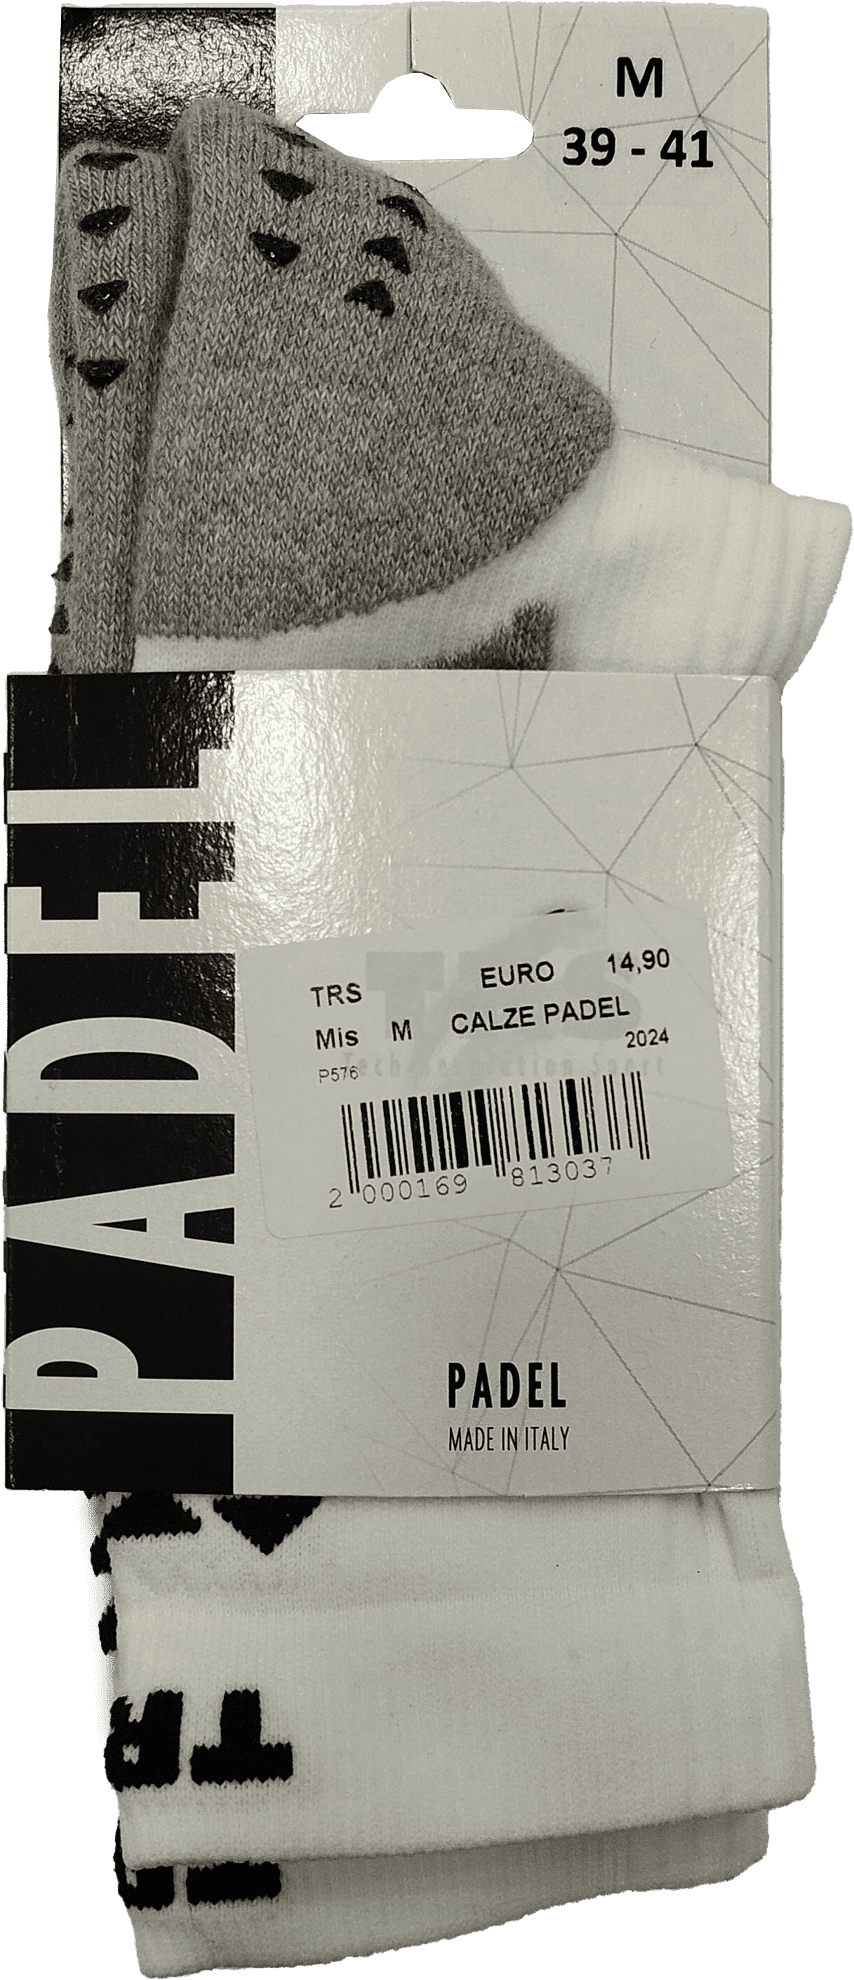 M
39 - 41
PADEL
TRS EURO 14,90
Mis M CALZE PADEL
2024
P576
2 000169 813037
PADEL
MADE IN ITALY
TR